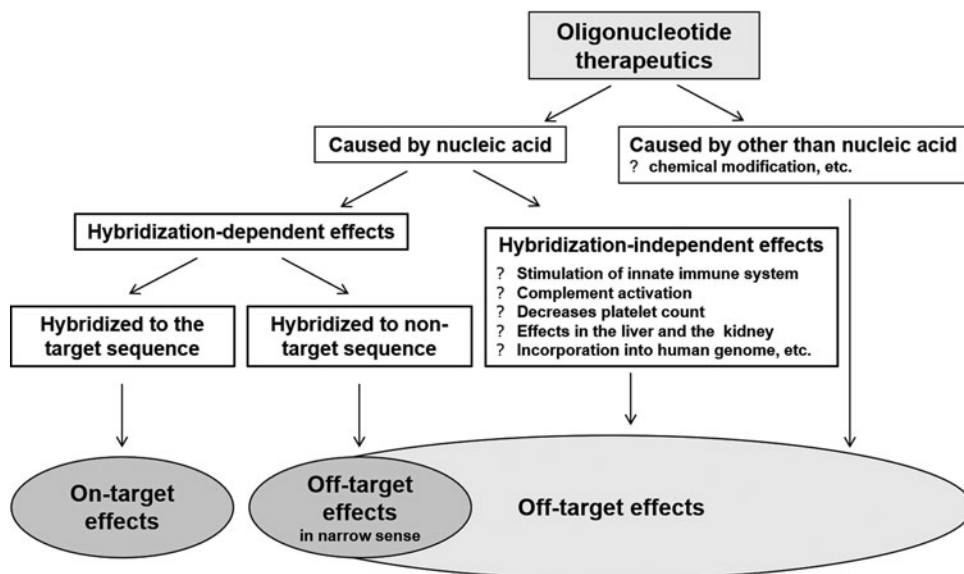 Oligonucleotide
therapeutics
Caused by nucleic acid
Caused by other than nucleic acid
? chemical modification, etc.
Hybridization-dependent effects
Hybridization-independent effects
? Stimulation of innate immune system
? Complement activation
? Decreases platelet count
? Effects in the liver and the kidney
? Incorporation into human genome, etc.
Hybridized to the
target sequence
Hybridized to non-
target sequence
On-target
effects
Off-target
effects
in narrow sense
Off-target effects